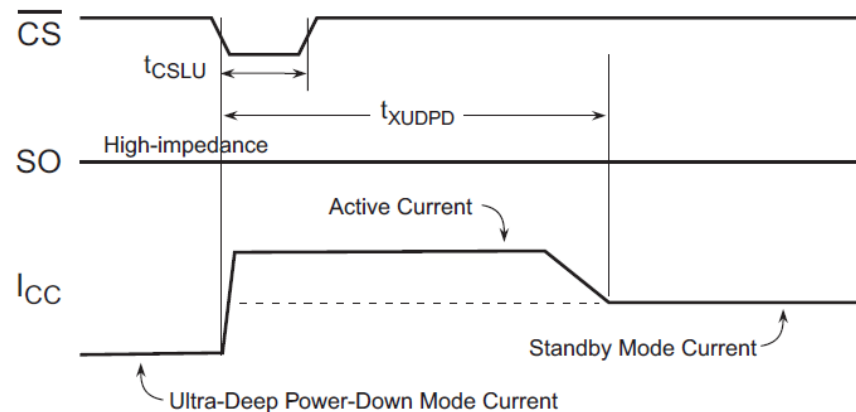 CS
tCSLU
tXUDPD
High-impedance
SO
Active Current
ICC
Standby Mode Current
Ultra-Deep Power-Down Mode Current